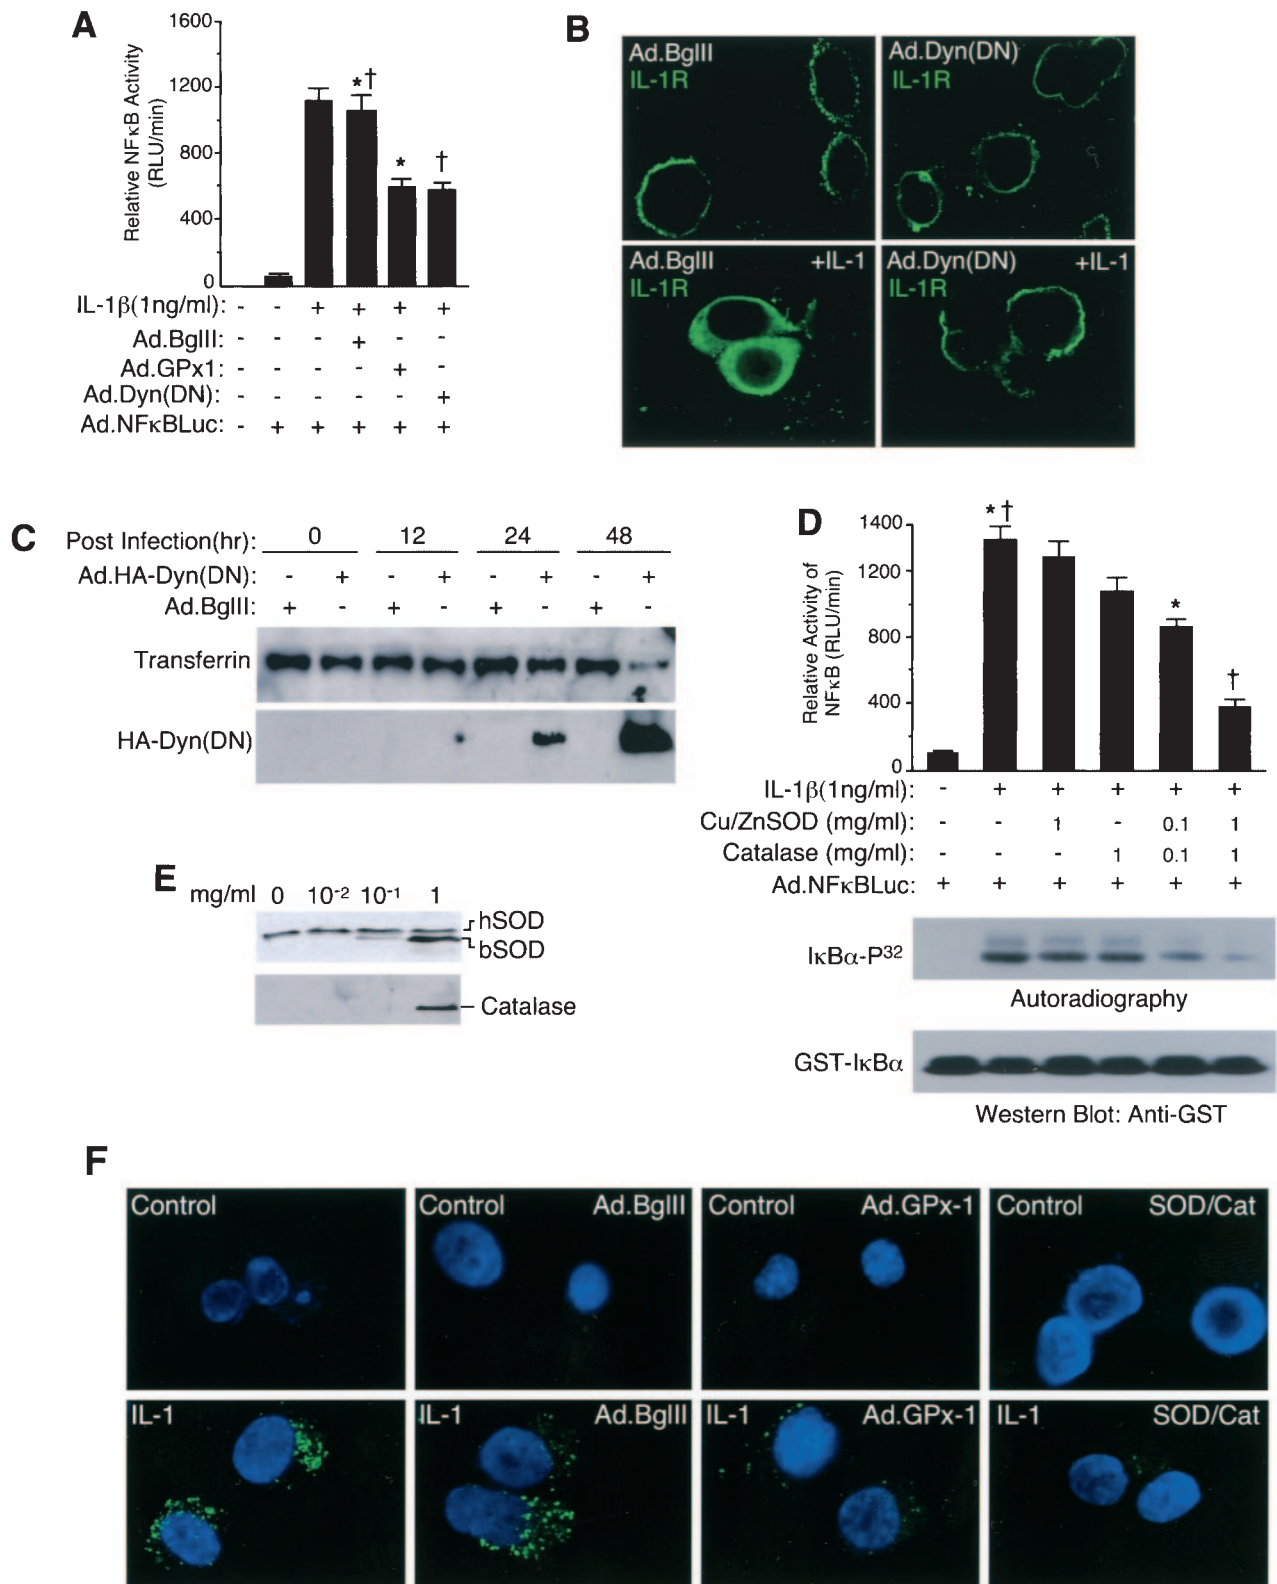 A
Relative NFκB Activity
(RLU/min)
1600
1200
800
400
0
*†
*
†
IL-1β(1ng/ml): - - + + + +
Ad.BglII: - - - + - -
Ad.GPx1: - - - - + -
Ad.Dyn(DN): - - - - - +
Ad.NFκBLuc: - + + + + +
B
Ad.BglII
IL-1R
Ad.Dyn(DN)
IL-1R
Ad.BglII +IL-1
IL-1R
Ad.Dyn(DN) +IL-1
IL-1R
C
Post Infection(hr): 0 12 24 48
Ad.HA-Dyn(DN): - + - + - + - +
Ad.BglII: + - + - + - + -
Transferrin
HA-Dyn(DN)
D
Relative Activity of
NFκB (RLU/min)
1400
1200
800
400
0
*†
*
†
IL-1β(1ng/ml): - + + + + +
Cu/ZnSOD (mg/ml): - - 1 - 0.1 1
Catalase (mg/ml): - - - 1 0.1 1
Ad.NFκBLuc: + + + + + +
IκBα-P32
Autoradiography
GST-IκBα
Western Blot: Anti-GST
E
mg/ml 0 10-2 10-1 1
hSOD
bSOD
Catalase
F
Control
Control Ad.BglII
Control Ad.GPx-1
Control SOD/Cat
IL-1
IL-1 Ad.BglII
IL-1 Ad.GPx-1
IL-1 SOD/Cat